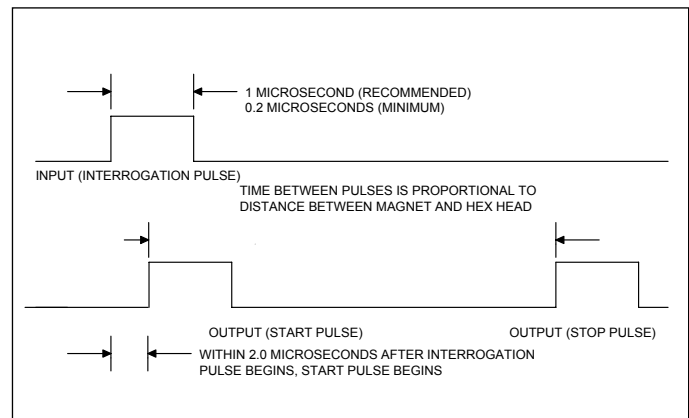 1 MICROSECOND (RECOMMENDED)
0.2 MICROSECONDS (MINIMUM)
INPUT (INTERROGATION PULSE)
TIME BETWEEN PULSES IS PROPORTIONAL TO
DISTANCE BETWEEN MAGNET AND HEX HEAD
OUTPUT (START PULSE)
OUTPUT (STOP PULSE)
WITHIN 2.0 MICROSECONDS AFTER INTERROGATION
PULSE BEGINS, START PULSE BEGINS